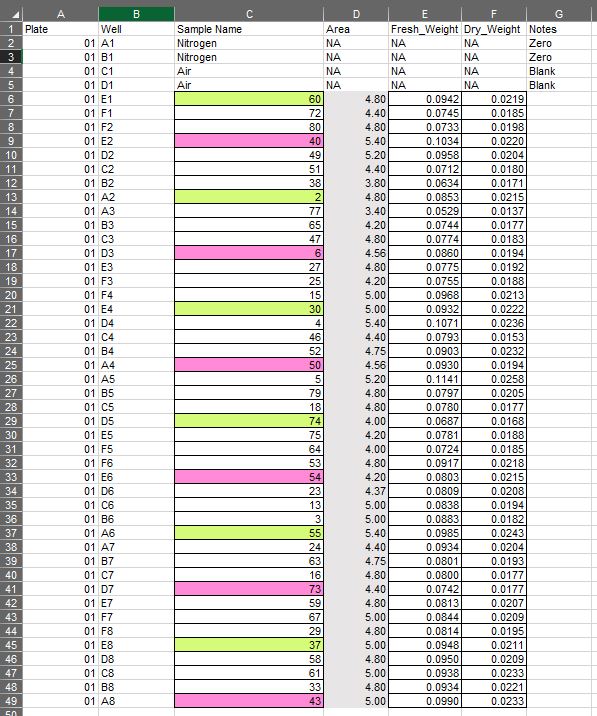 A B C D E F G
1 Plate Well Sample Name Area Fresh_Weight Dry_Weight Notes
2 01 A1 Nitrogen NA NA NA Zero
3 01 B1 Nitrogen NA NA NA Zero
4 01 C1 Air NA NA NA Blank
5 01 D1 Air NA NA NA Blank
6 01 E1 60 4.80 0.0942 0.0219
7 01 F1 72 4.40 0.0745 0.0185
8 01 F2 80 4.80 0.0733 0.0198
9 01 E2 40 5.40 0.1034 0.0220
10 01 D2 49 5.20 0.0958 0.0204
11 01 C2 51 4.40 0.0712 0.0180
12 01 B2 38 3.80 0.0634 0.0171
13 01 A2 2 4.80 0.0853 0.0215
14 01 A3 77 3.40 0.0529 0.0137
15 01 B3 65 4.20 0.0744 0.0177
16 01 C3 47 4.80 0.0774 0.0183
17 01 D3 6 4.56 0.0860 0.0194
18 01 E3 27 4.80 0.0775 0.0192
19 01 F3 25 4.20 0.0755 0.0188
20 01 F4 15 5.00 0.0968 0.0213
21 01 E4 30 5.00 0.0932 0.0222
22 01 D4 4 5.40 0.1071 0.0236
23 01 C4 46 4.40 0.0793 0.0153
24 01 B4 52 4.75 0.0903 0.0232
25 01 A4 50 4.56 0.0930 0.0194
26 01 A5 5 5.20 0.1141 0.0258
27 01 B5 79 4.80 0.0797 0.0205
28 01 C5 18 4.80 0.0780 0.0177
29 01 D5 74 4.00 0.0687 0.0168
30 01 E5 75 4.20 0.0781 0.0188
31 01 F5 64 4.00 0.0724 0.0185
32 01 F6 53 4.80 0.0917 0.0218
33 01 E6 54 4.20 0.0803 0.0215
34 01 D6 23 4.37 0.0809 0.0208
35 01 C6 13 5.00 0.0838 0.0194
36 01 B6 3 5.00 0.0883 0.0182
37 01 A6 55 5.40 0.0985 0.0243
38 01 A7 24 4.40 0.0934 0.0204
39 01 B7 63 4.75 0.0801 0.0193
40 01 C7 16 4.80 0.0800 0.0177
41 01 D7 73 4.40 0.0742 0.0177
42 01 E7 59 4.80 0.0813 0.0207
43 01 F7 67 5.00 0.0844 0.0209
44 01 F8 29 4.80 0.0814 0.0195
45 01 E8 37 5.00 0.0948 0.0211
46 01 D8 58 4.80 0.0950 0.0209
47 01 C8 61 5.00 0.0938 0.0233
48 01 B8 33 4.80 0.0934 0.0221
49 01 A8 43 5.00 0.0990 0.0233